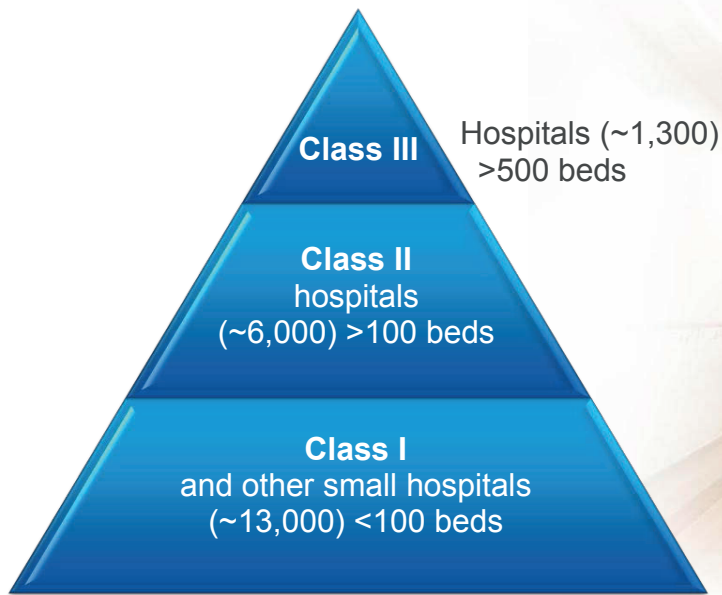 Class III
Hospitals (~1,300)
>500 beds
Class II
hospitals
(~6,000) >100 beds
Class I
and other small hospitals
(~13,000) <100 beds